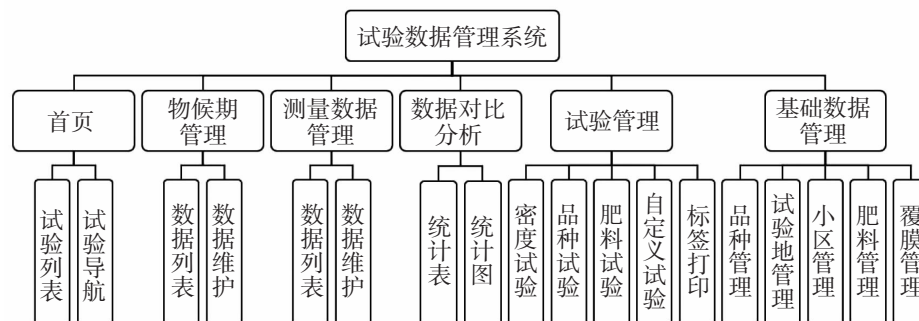 试验数据管理系统
首页
物候期
管理
测量数据
管理
数据对比
分析
试验管理
基础数据
管理
试验列表
试验导航
数据列表
数据维护
数据列表
数据维护
统计表
统计图
密度试验
品种试验
肥料试验
自定义试验
标签打印
品种管理
试验地管理
小区管理
肥料管理
覆膜管理